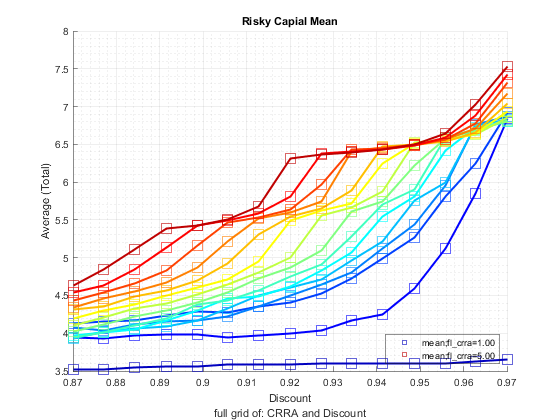 Risky Capial Mean
8
7.5
7
6.5
6
5.5
5
4.5
4
3.5
Average (Total)
mean:fl_crra=1.00
mean:fl_crra=5.00
0.87 0.88 0.89 0.9 0.91 0.92 0.93 0.94 0.95 0.96 0.97
Discount
full grid of: CRRA and Discount